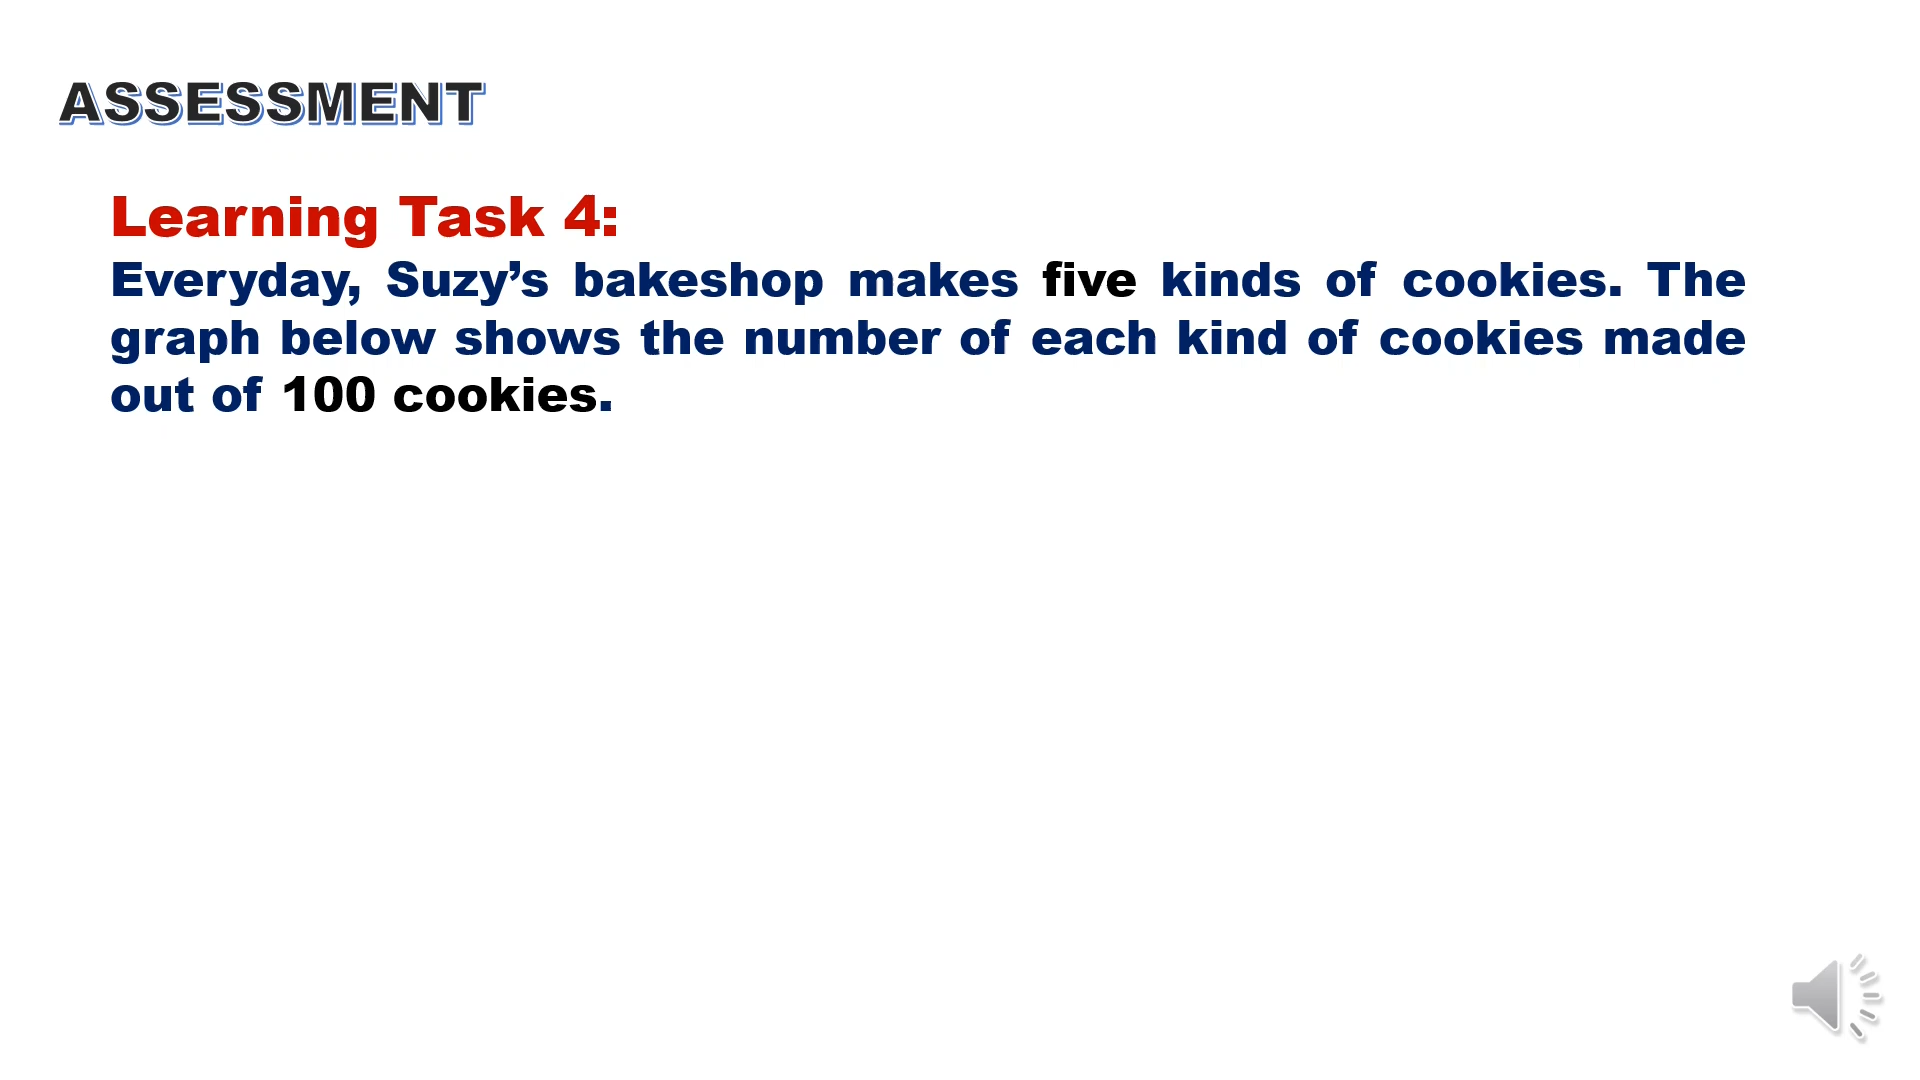 ASSESSMENT
Learning Task 4:
Everyday, Suzy’s bakeshop makes five kinds of cookies. The
graph below shows the number of each kind of cookies made
out of 100 cookies.